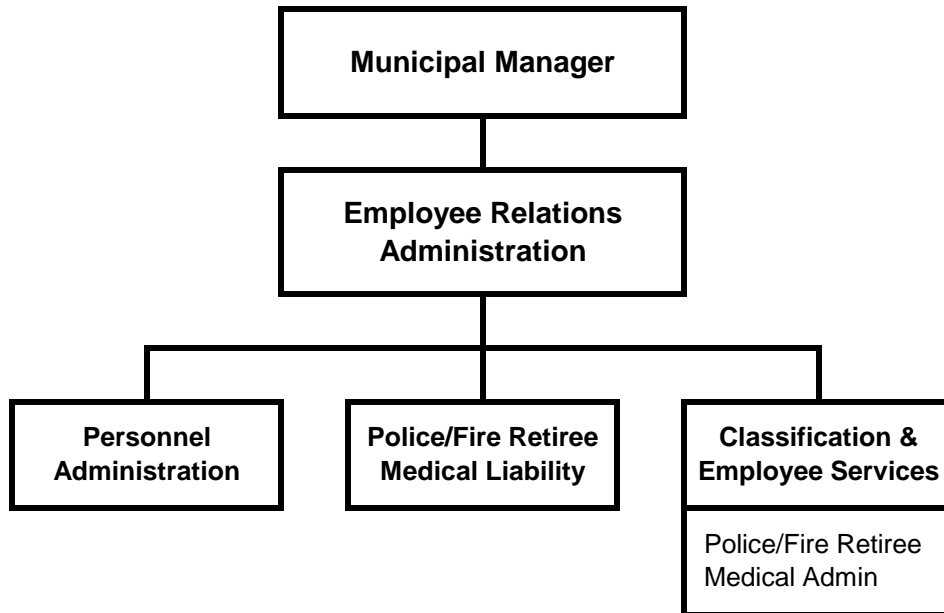 Municipal Manager
Employee Relations
Administration
Personnel
Administration
Police/Fire Retiree
Medical Liability
Classification &
Employee Services
Police/Fire Retiree
Medical Admin